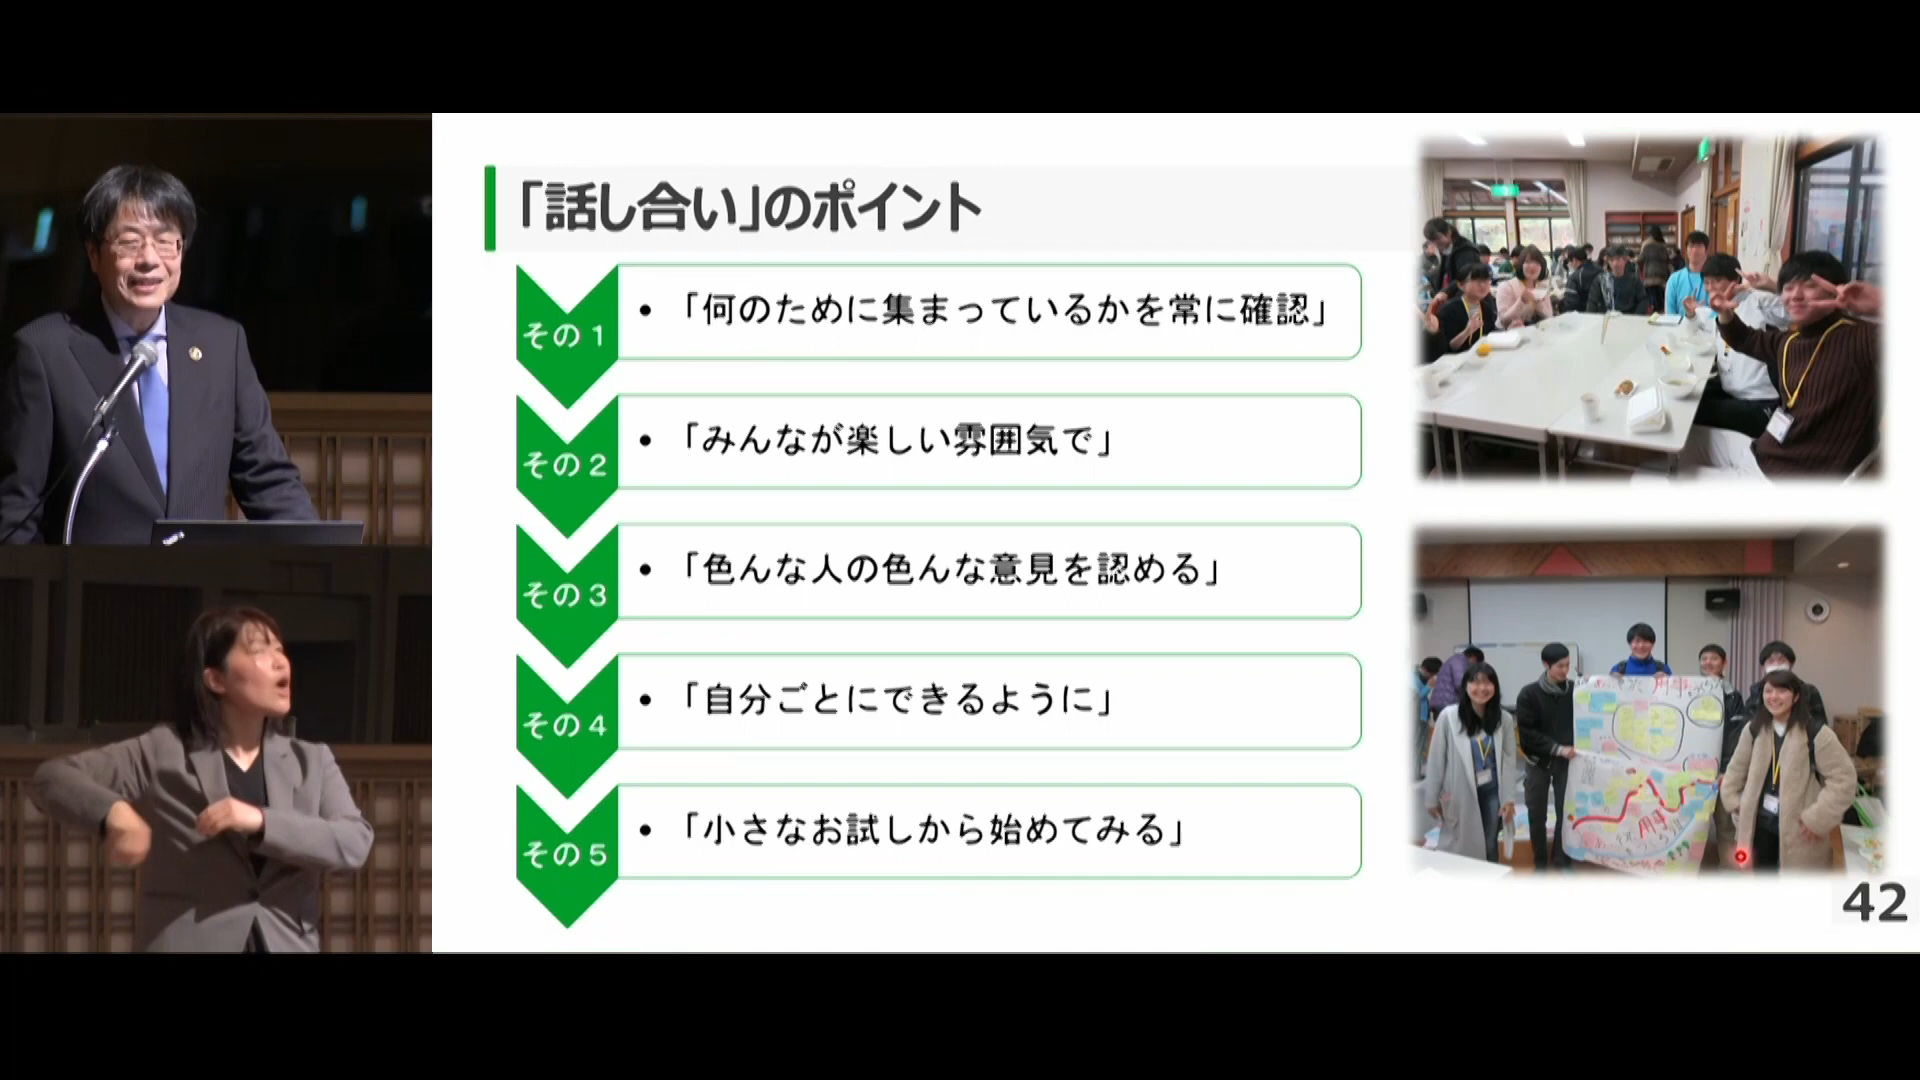 「話し合い」のポイント
その1
• 「何のために集まっているかを常に確認」
その2
• 「みんなが楽しい雰囲気で」
その3
• 「色んな人の色んな意見を認める」
その4
• 「自分ごとにできるように」
その5
• 「小さなお試しから始めてみる」
42